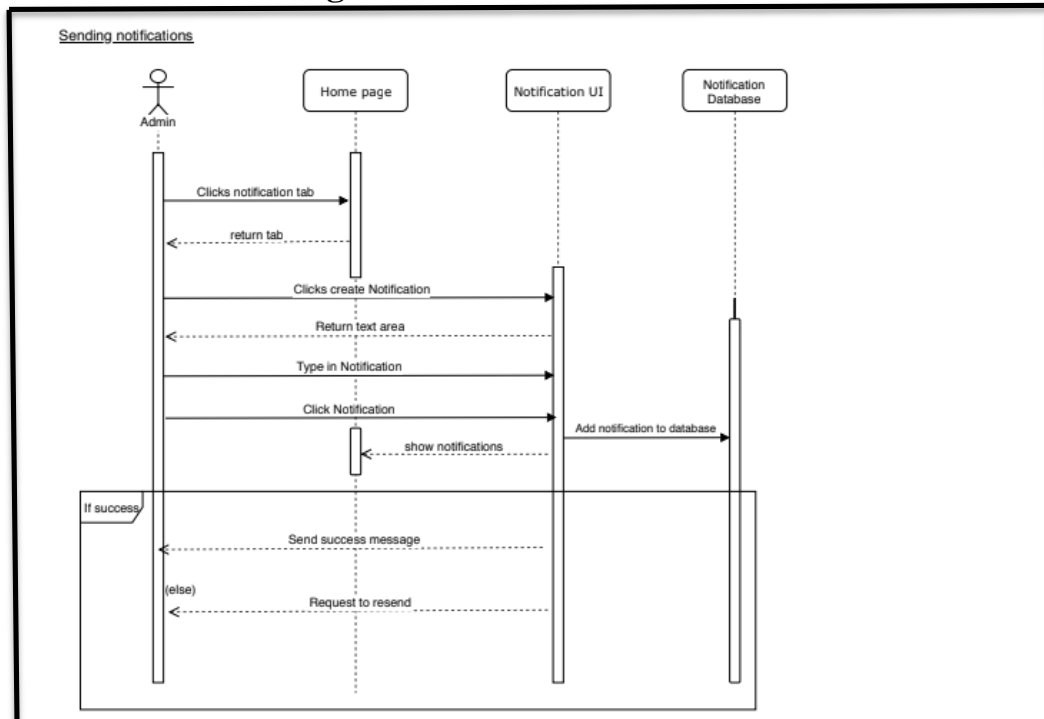 Sending notifications
Admin
Home page
Notification UI
Notification
Database
Clicks notification tab
return tab
Clicks create Notification
Return text area
Type in Notification
Click Notification
Add notification to database
show notifications
If success
Send success message
(else)
Request to resend